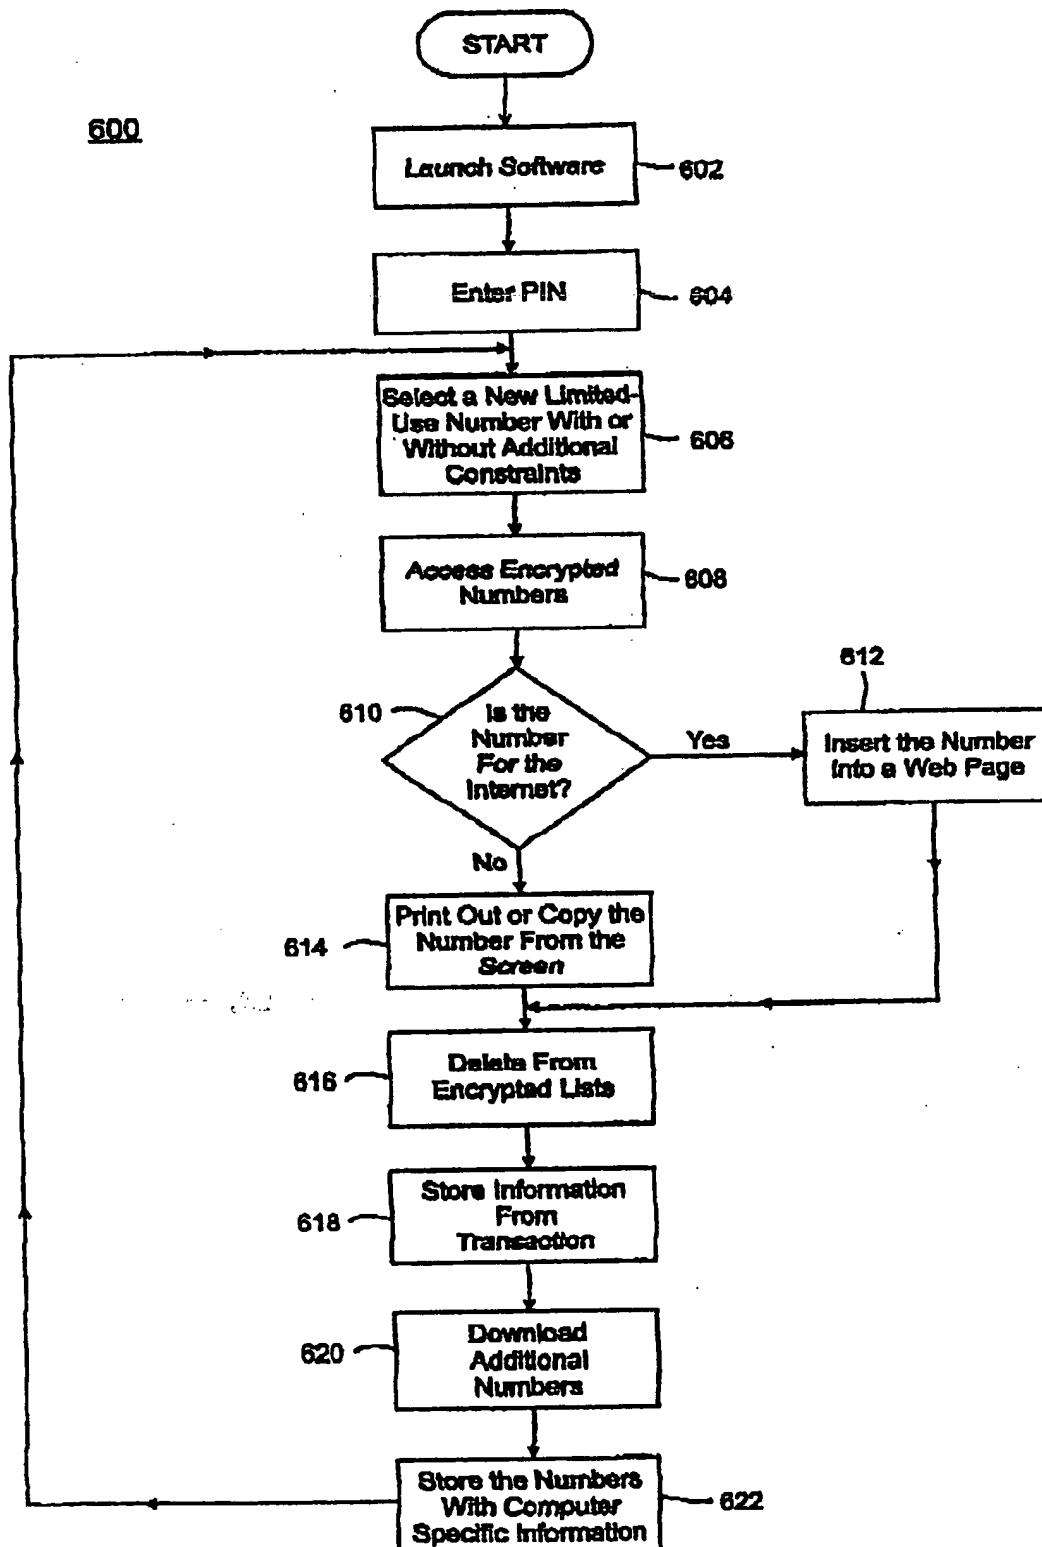 START
600
Launch Software
602
Enter PIN
604
Select a New Limited-
Use Number With or
Without Additional
Constraints
606
Access Encrypted
Numbers
608
610
Is the
Number
For the
Internet?
Yes
612
Insert the Number
Into a Web Page
No
614
Print Out or Copy the
Number From the
Screen
616
Delete From
Encrypted Lists
618
Store Information
From
Transaction
620
Download
Additional
Numbers
Store the Numbers
With Computer
Specific Information
622